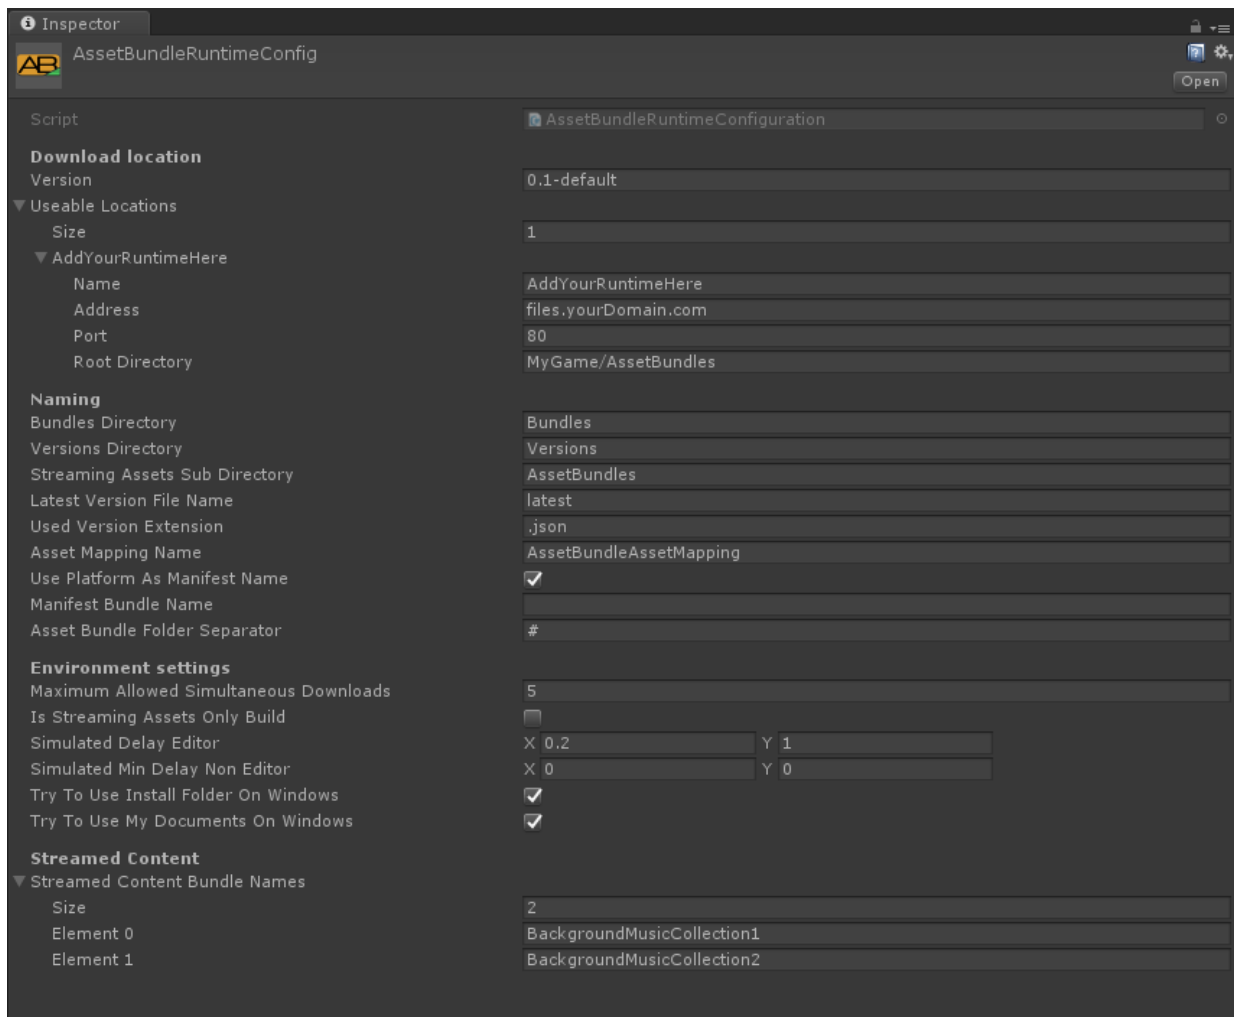 Inspector
AB AssetBundleRuntimeConfig
Open
Script AssetBundleRuntimeConfiguration
Download location
Version 0.1-default
Useable Locations
Size 1
AddYourRuntimeHere
Name AddYourRuntimeHere
Address files.yourDomain.com
Port 80
Root Directory MyGame/AssetBundles
Naming
Bundles Directory Bundles
Versions Directory Versions
Streaming Assets Sub Directory AssetBundles
Latest Version File Name latest
Used Version Extension .json
Asset Mapping Name AssetBundleAssetMapping
Use Platform As Manifest Name
Manifest Bundle Name
Asset Bundle Folder Separator #
Environment settings
Maximum Allowed Simultaneous Downloads 5
Is Streaming Assets Only Build
Simulated Delay Editor X 0.2 Y 1
Simulated Min Delay Non Editor X 0 Y 0
Try To Use Install Folder On Windows
Try To Use My Documents On Windows
Streamed Content
Streamed Content Bundle Names
Size 2
Element 0 BackgroundMusicCollection1
Element 1 BackgroundMusicCollection2